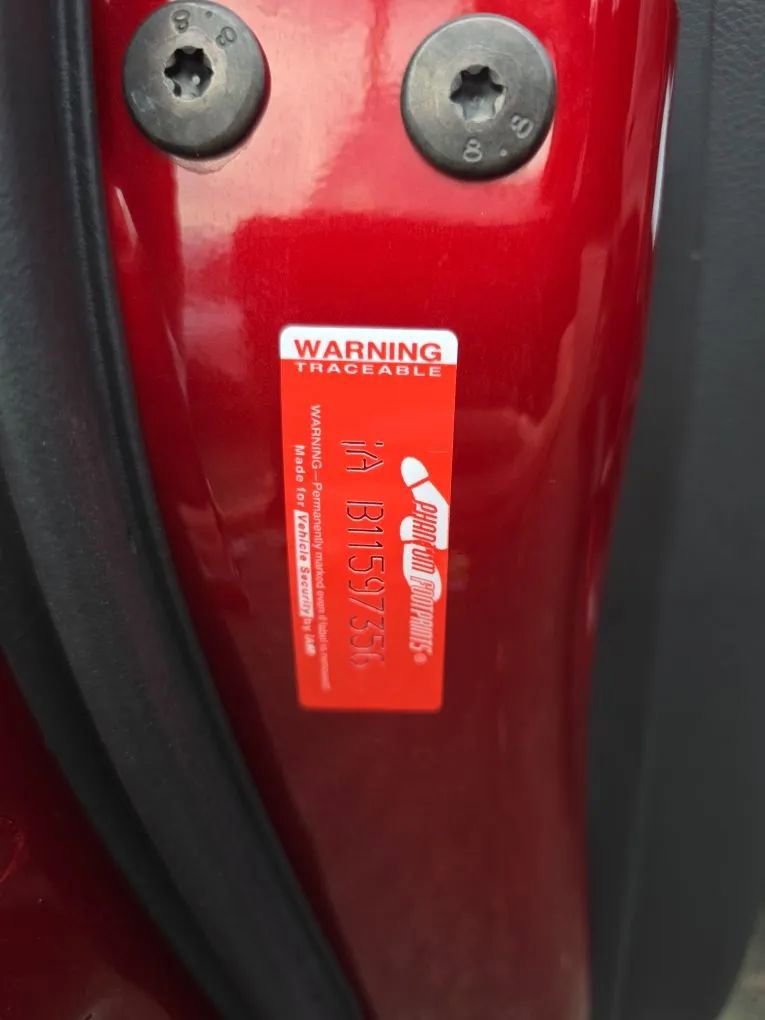 8.8
8.8
WARNING
TRACEABLE
PHANTOM FOOTPRINTS®
iA B11597356
WARNING—Permanently marked even if label is removed
Made for Vehicle Security by IAMP